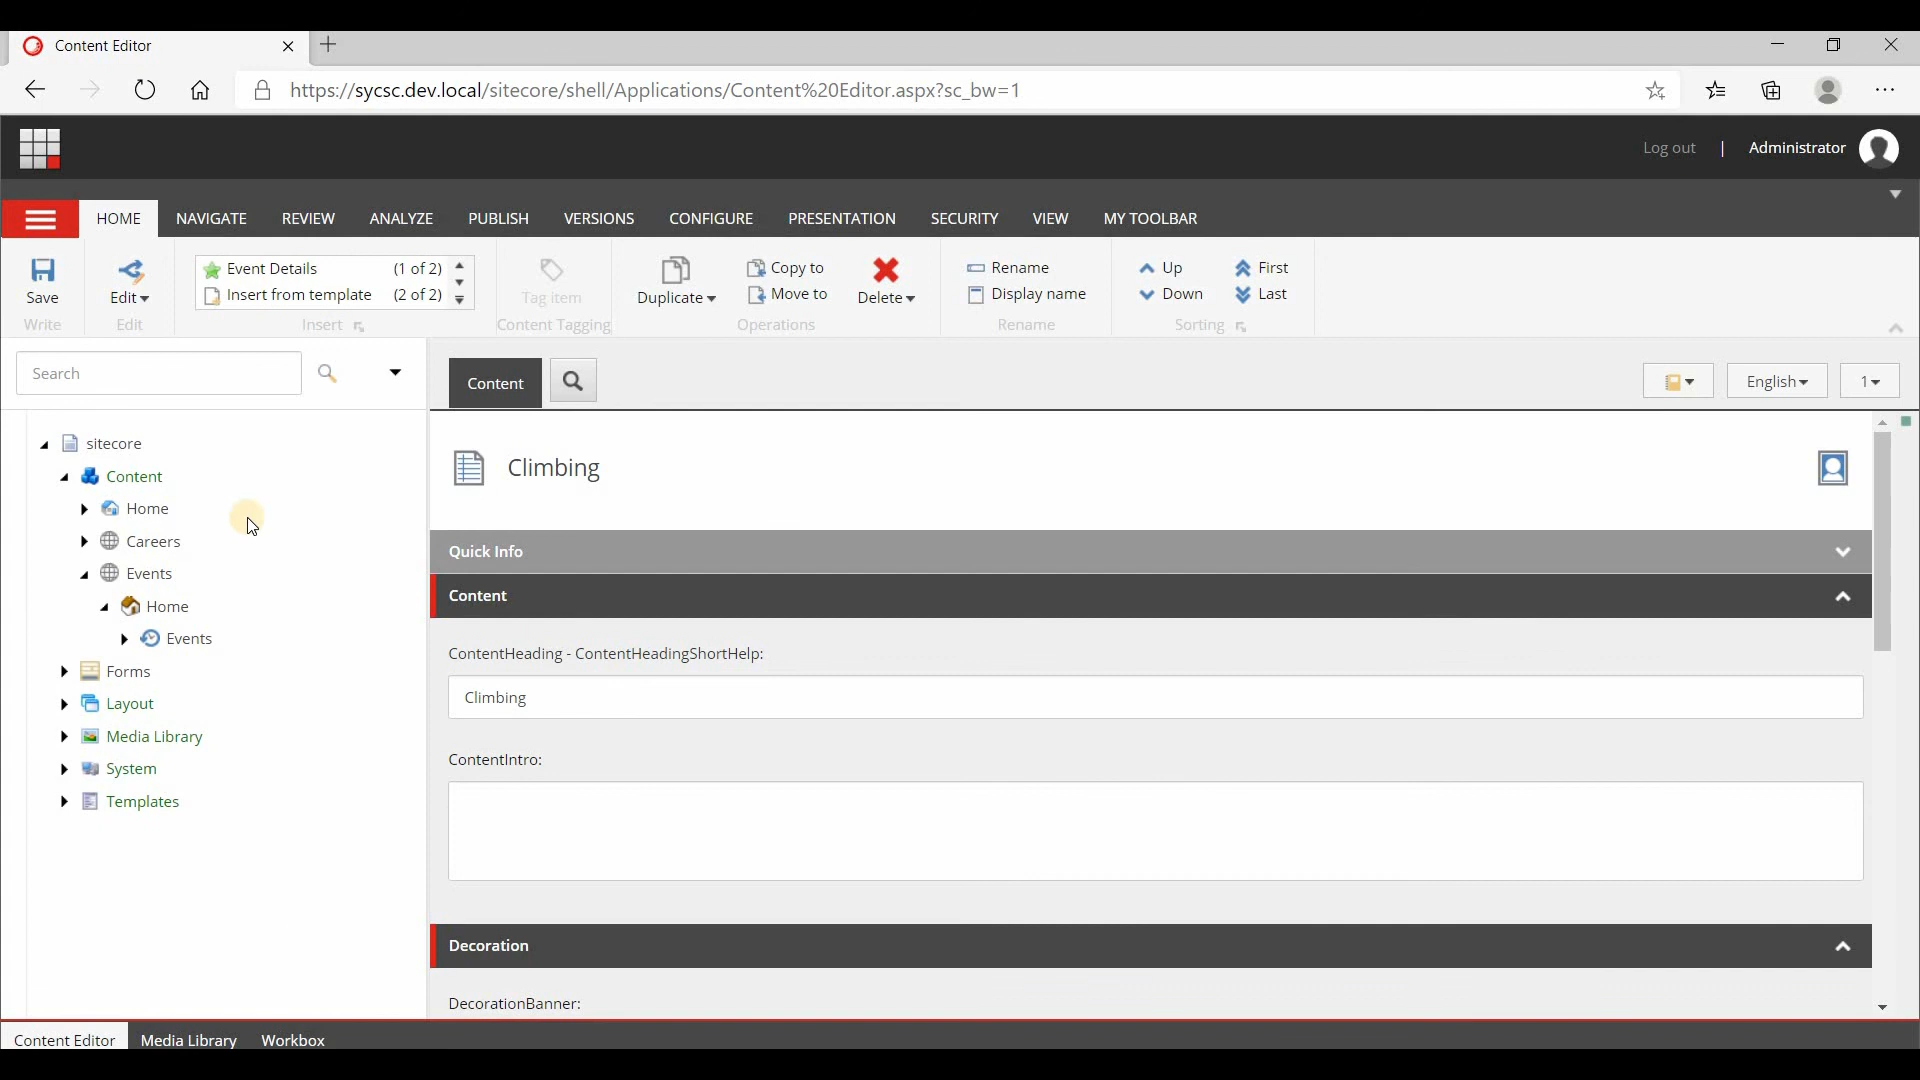 Content Editor
https://sycsc.dev.local/sitecore/shell/Applications/Content%20Editor.aspx?sc_bw=1
Log out | Administrator
HOME NAVIGATE REVIEW ANALYZE PUBLISH VERSIONS CONFIGURE PRESENTATION SECURITY VIEW MY TOOLBAR
Event Details (1 of 2) Copy to Rename Up First
Save Edit Insert from template (2 of 2) Tag item Duplicate Move to Delete Display name Down Last
Write Edit Insert Content Tagging Operations Rename Sorting
Search
Content English 1
sitecore
Content
Home
Careers
Events
Home
Events
Forms
Layout
Media Library
System
Templates
Climbing
Quick Info
Content
ContentHeading - ContentHeadingShortHelp:
Climbing
ContentIntro:
Decoration
DecorationBanner:
Content Editor Media Library Workbox